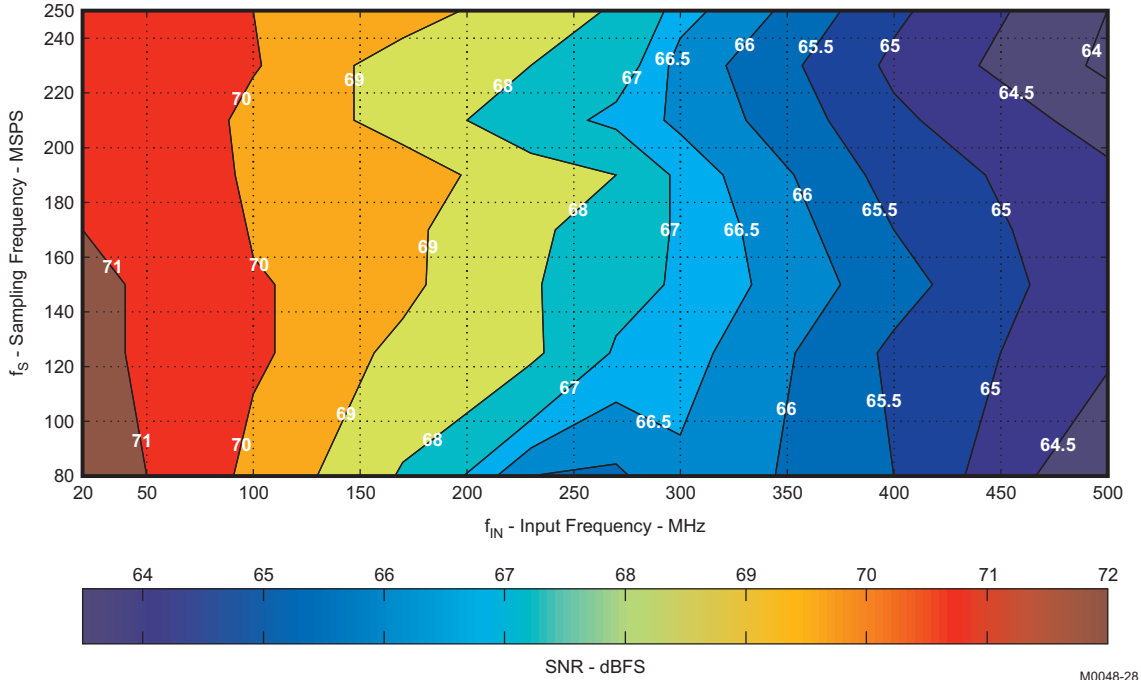 250
240
220
200
180
160
140
120
100
80
f_S - Sampling Frequency - MSPS
66 65.5 65 64
69 67 66.5
70 68 64.5
66 65.5 65
68
69 67 66.5
71 70
67 65
69 66.5 66 65.5
71 70 68 64.5
20 50 100 150 200 250 300 350 400 450 500
f_IN - Input Frequency - MHz
64 65 66 67 68 69 70 71 72
SNR - dBFS
M0048-28